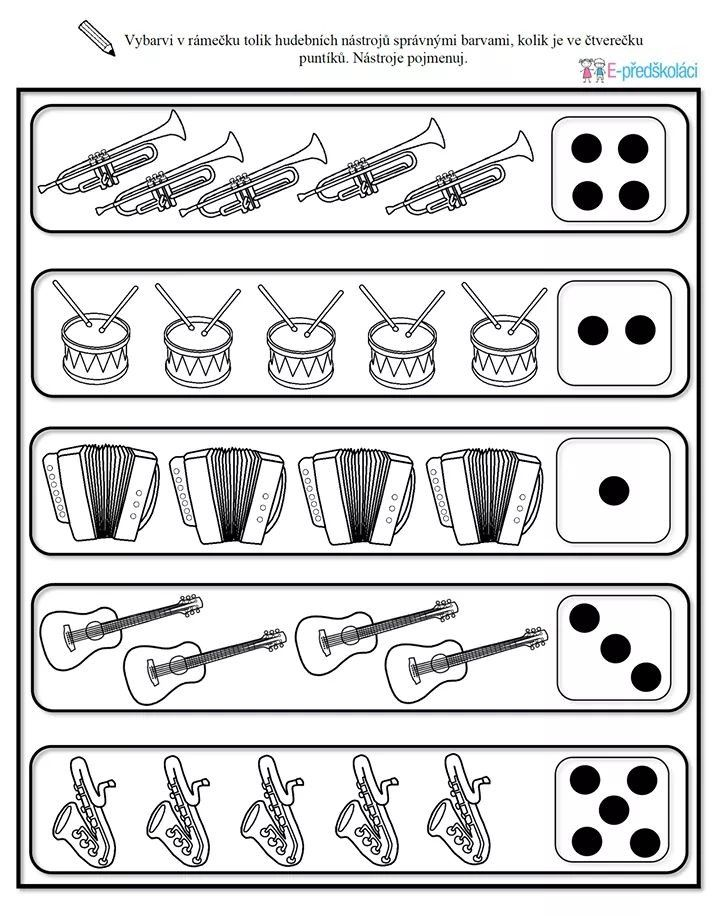 Vybarvi v rámečku tolik hudebních nástrojů správnými barvami, kolik je ve čtverečku
puntíků. Nástroje pojmenuj.
E-předškoláci